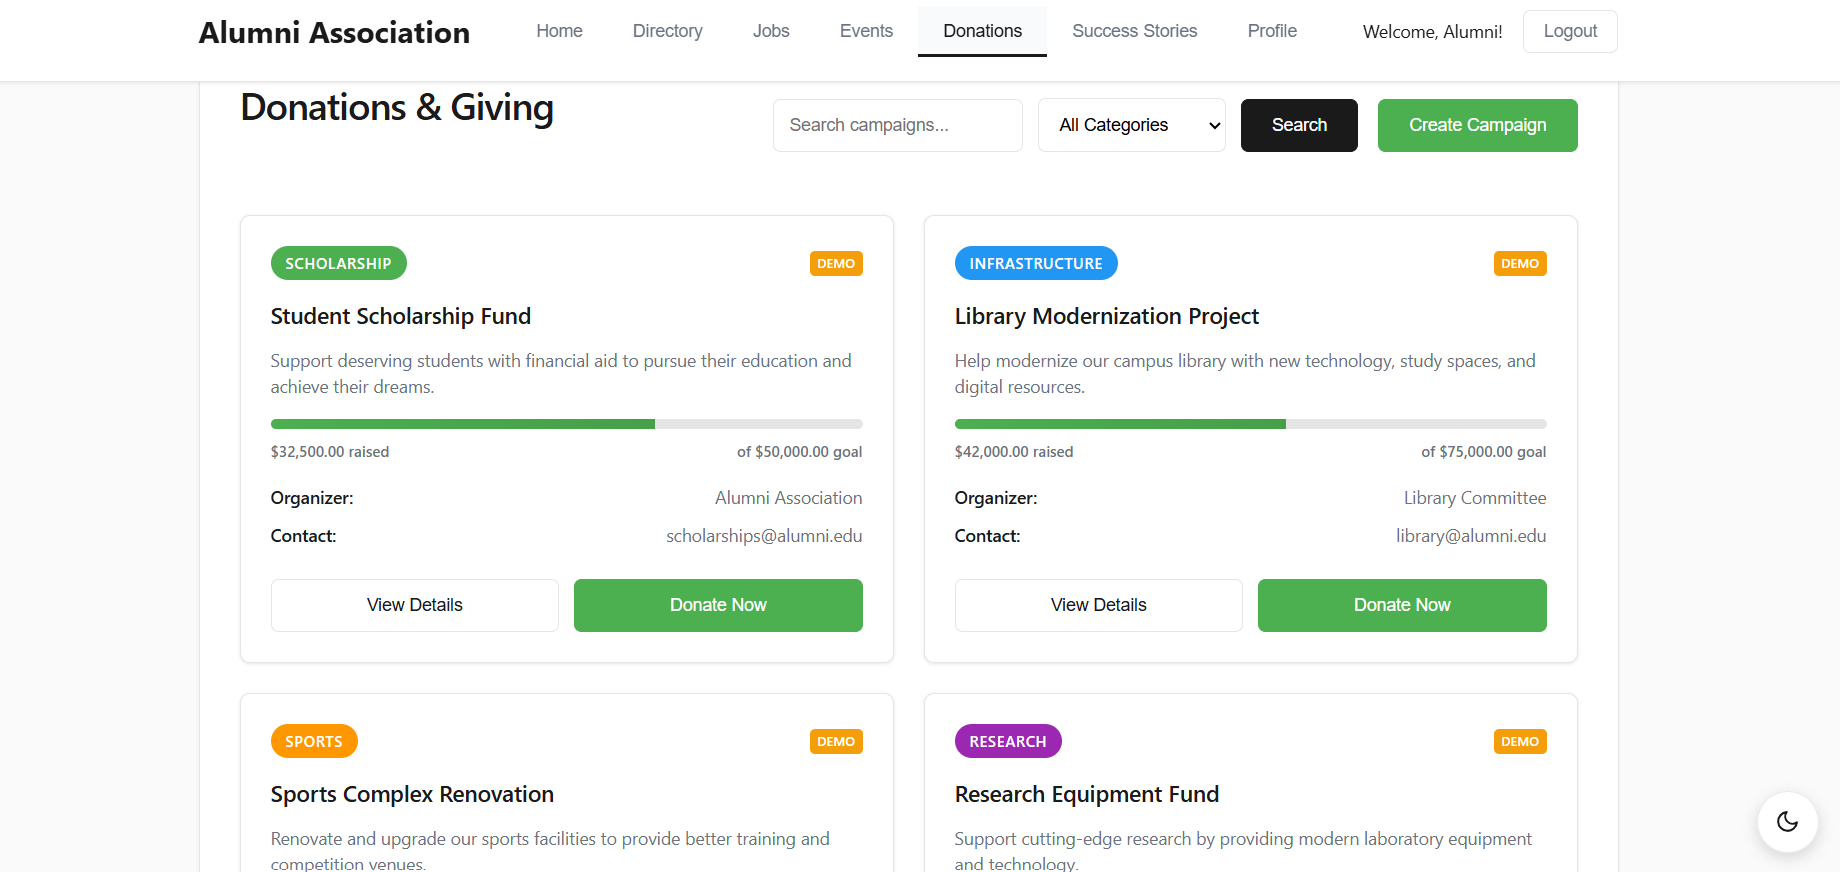 Alumni Association
Home Directory Jobs Events Donations Success Stories Profile Welcome, Alumni! Logout
Donations & Giving
Search campaigns... All Categories Search Create Campaign
SCHOLARSHIP DEMO
Student Scholarship Fund
Support deserving students with financial aid to pursue their education and
achieve their dreams.
$32,500.00 raised of $50,000.00 goal
Organizer: Alumni Association
Contact: scholarships@alumni.edu
View Details Donate Now
INFRASTRUCTURE DEMO
Library Modernization Project
Help modernize our campus library with new technology, study spaces, and
digital resources.
$42,000.00 raised of $75,000.00 goal
Organizer: Library Committee
Contact: library@alumni.edu
View Details Donate Now
SPORTS DEMO
Sports Complex Renovation
Renovate and upgrade our sports facilities to provide better training and
competition venues.
RESEARCH DEMO
Research Equipment Fund
Support cutting-edge research by providing modern laboratory equipment
and technology.